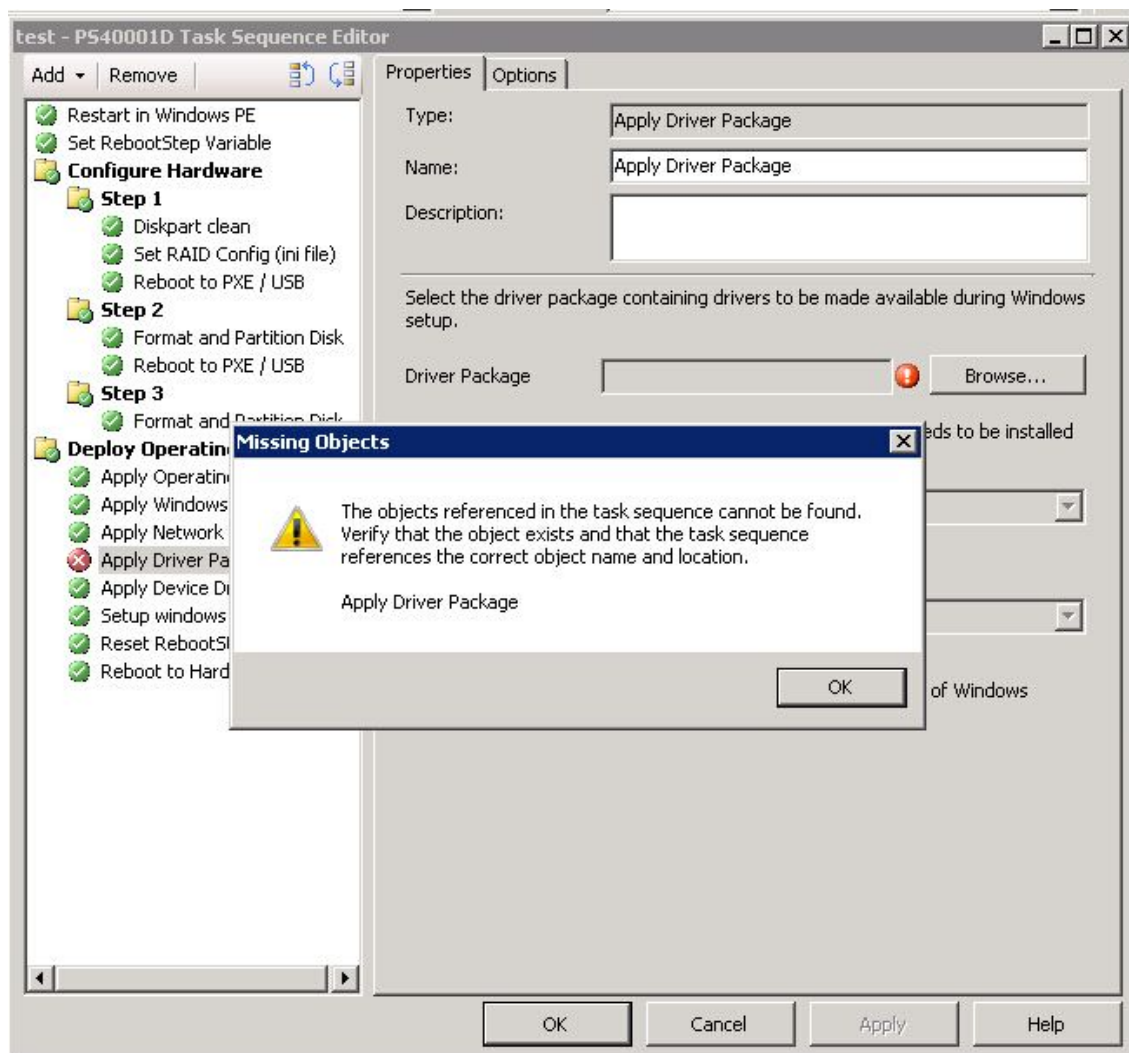 test - PS40001D Task Sequence Editor
Add
Remove
Restart in Windows PE
Set RebootStep Variable
Configure Hardware
Step 1
Diskpart clean
Set RAID Config (ini file)
Reboot to PXE / USB
Step 2
Format and Partition Disk
Reboot to PXE / USB
Step 3
Format and Partition Disk
Deploy Operatin
Apply Operatin
Apply Windows
Apply Network
Apply Driver Pa
Apply Device D
Setup windows
Reset RebootS
Reboot to Hard
Properties
Options
Type:
Apply Driver Package
Name:
Apply Driver Package
Description:
Select the driver package containing drivers to be made available during Windows
setup.
Driver Package
Browse...
eds to be installed
of Windows
Missing Objects
The objects referenced in the task sequence cannot be found.
Verify that the object exists and that the task sequence
references the correct object name and location.
Apply Driver Package
OK
OK
Cancel
Apply
Help